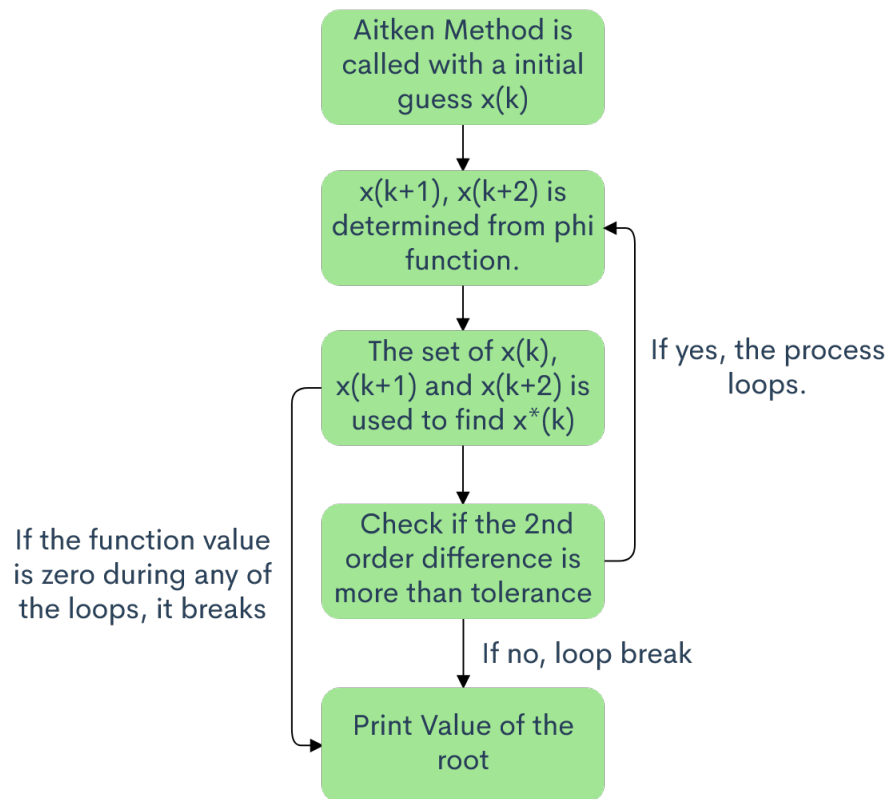 Aitken Method is
called with a initial
guess x(k)
x(k+1), x(k+2) is
determined from phi
function.
The set of x(k),
x(k+1) and x(k+2) is
used to find x*(k)
If yes, the process
loops.
Check if the 2nd
order difference is
more than tolerance
If the function value
is zero during any of
the loops, it breaks
If no, loop break
Print Value of the
root